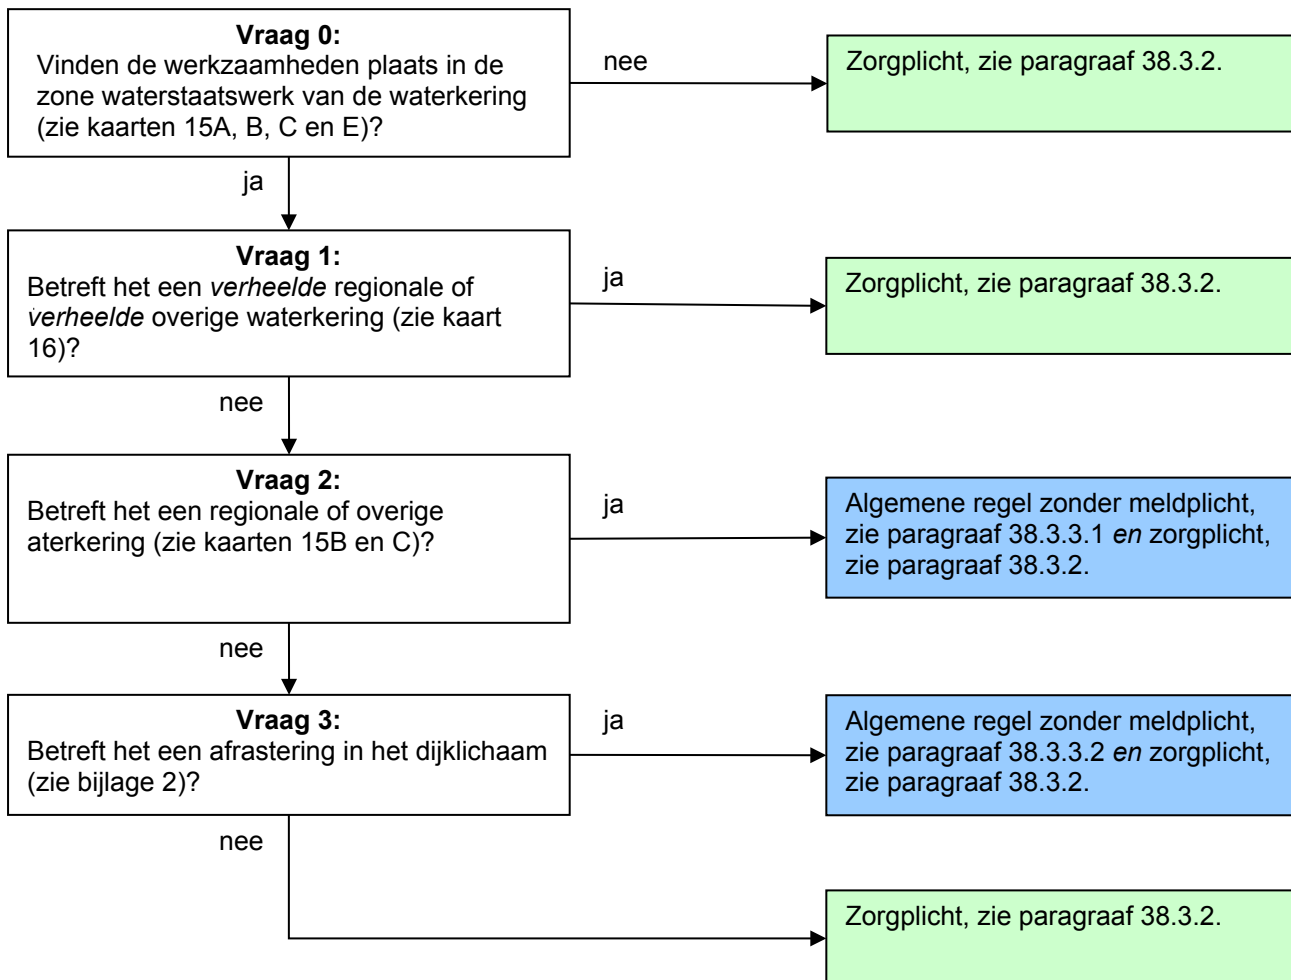 Vraag 0:
Vinden de werkzaamheden plaats in de
zone waterstaatswerk van de waterkering
(zie kaarten 15A, B, C en E)?
nee
Zorgplicht, zie paragraaf 38.3.2.
ja
Vraag 1:
Betreft het een verheelde regionale of
verheelde overige waterkering (zie kaart
16)?
ja
Zorgplicht, zie paragraaf 38.3.2.
nee
Vraag 2:
Betreft het een regionale of overige
aterkering (zie kaarten 15B en C)?
ja
Algemene regel zonder meldplicht,
zie paragraaf 38.3.3.1 en zorgplicht,
zie paragraaf 38.3.2.
nee
Vraag 3:
Betreft het een afrastering in het dijklichaam
(zie bijlage 2)?
ja
Algemene regel zonder meldplicht,
zie paragraaf 38.3.3.2 en zorgplicht,
zie paragraaf 38.3.2.
nee
Zorgplicht, zie paragraaf 38.3.2.